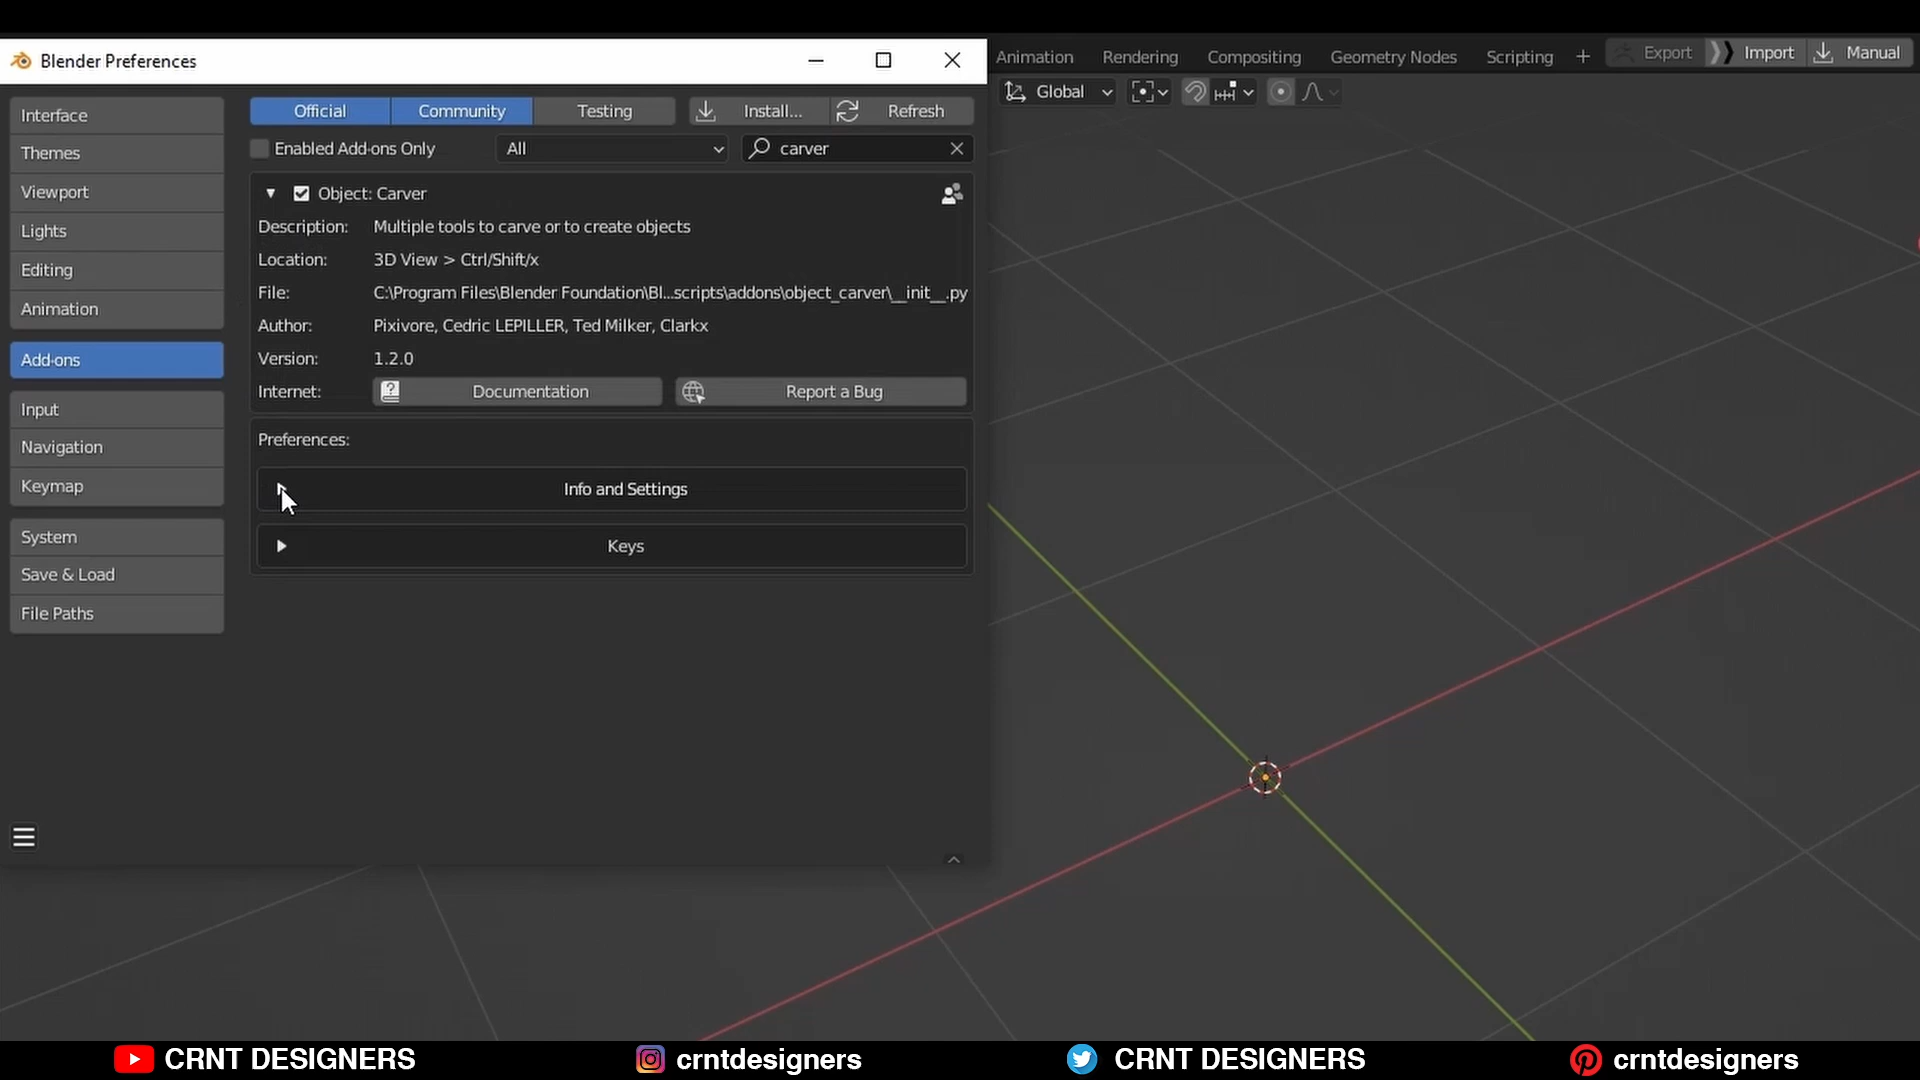 Blender Preferences
Animation Rendering Compositing Geometry Nodes Scripting + Export Import Manual
Global
Interface
Themes
Viewport
Lights
Editing
Animation
Add-ons
Input
Navigation
Keymap
System
Save & Load
File Paths
Official Community Testing Install... Refresh
Enabled Add-ons Only All carver
Object: Carver
Description: Multiple tools to carve or to create objects
Location: 3D View > Ctrl/Shift/x
File: C:\Program Files\Blender Foundation\Bl...scripts\addons\object_carver\__init__.py
Author: Pixivore, Cedric LEPILLER, Ted Milker, Clarkx
Version: 1.2.0
Internet: Documentation Report a Bug
Preferences:
Info and Settings
Keys
CRNT DESIGNERS crntdesigners CRNT DESIGNERS crntdesigners